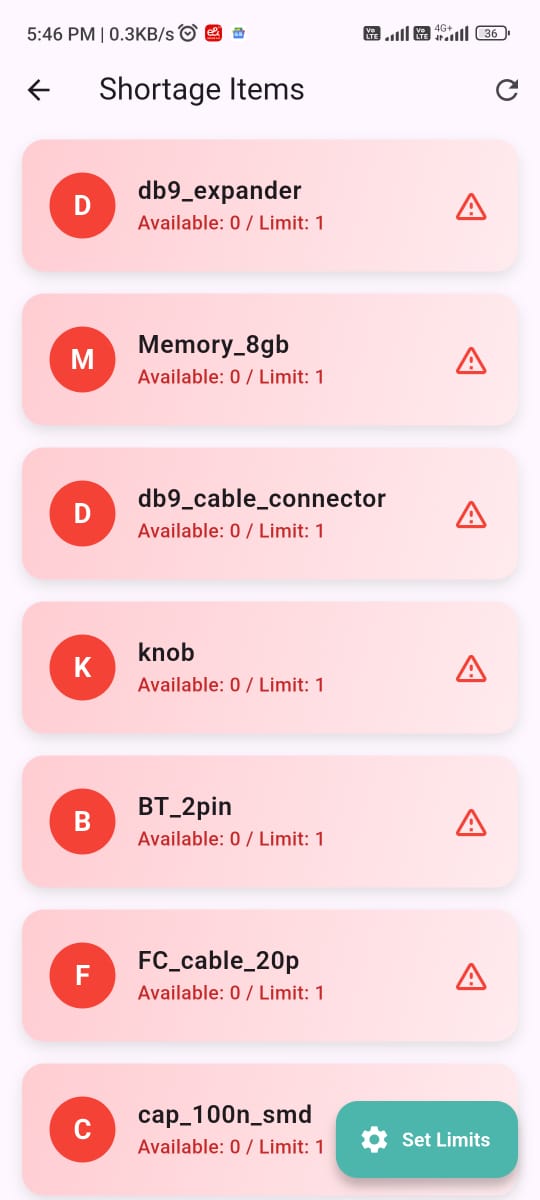 5:46 PM | 0.3KB/s
Vo LTE Vo LTE 4G+ 36
Shortage Items
D
db9_expander
Available: 0 / Limit: 1
M
Memory_8gb
Available: 0 / Limit: 1
D
db9_cable_connector
Available: 0 / Limit: 1
K
knob
Available: 0 / Limit: 1
B
BT_2pin
Available: 0 / Limit: 1
F
FC_cable_20p
Available: 0 / Limit: 1
C
cap_100n_smd
Available: 0 / Limit: 1
Set Limits